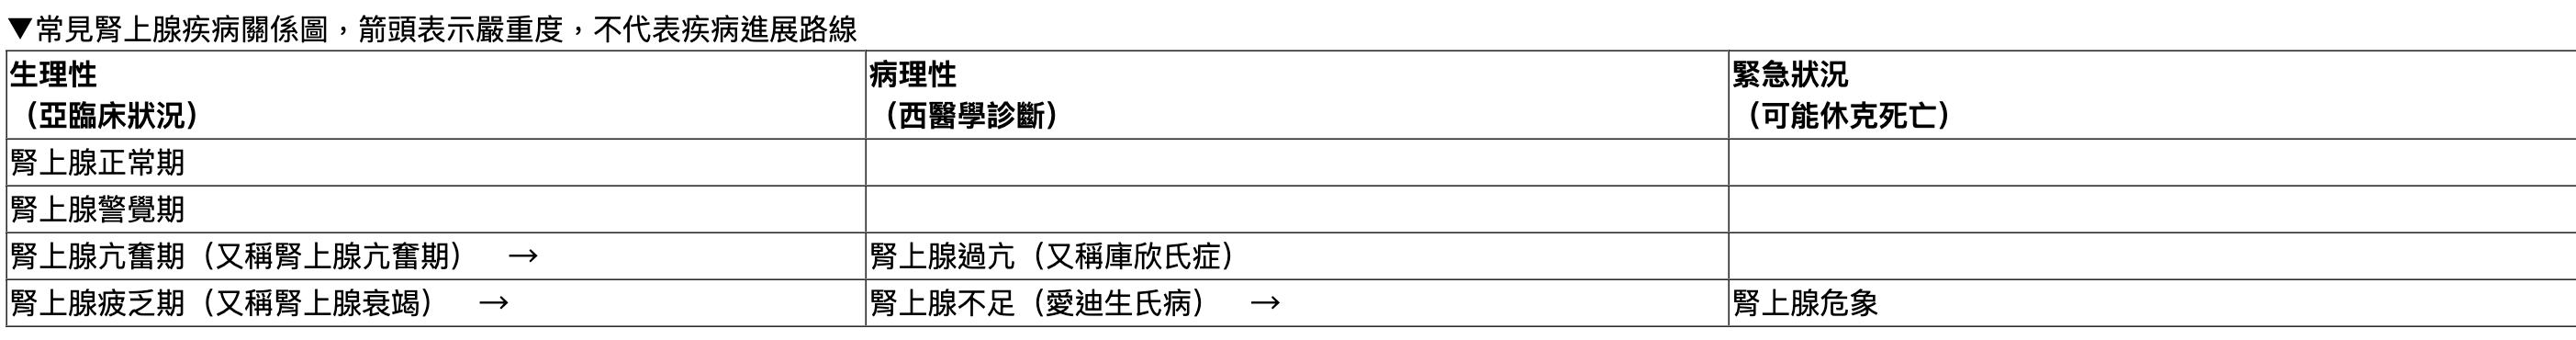 ▼常見腎上腺疾病關係圖，箭頭表示嚴重度，不代表疾病進展路線
生理性
（亞臨床狀況）
病理性
（西醫學診斷）
緊急狀況
（可能休克死亡）
腎上腺正常期
腎上腺警覺期
腎上腺亢奮期（又稱腎上腺亢奮期） →
腎上腺過亢（又稱庫欣氏症）
腎上腺疲乏期（又稱腎上腺衰竭） →
腎上腺不足（愛迪生氏病） →
腎上腺危象